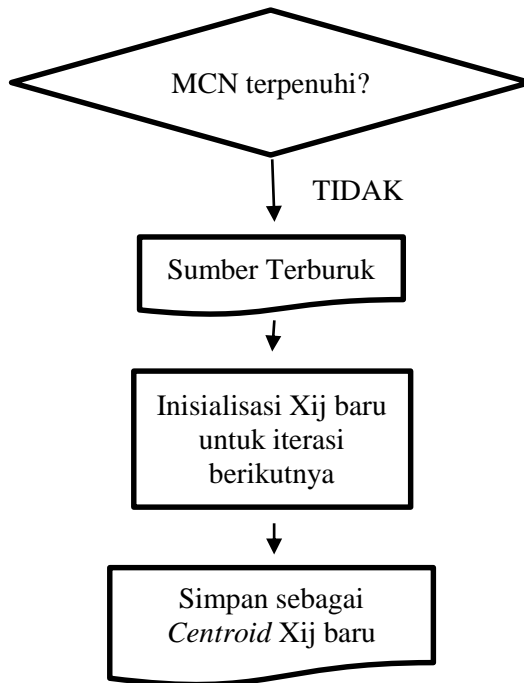 MCN terpenuhi?
TIDAK
Sumber Terburuk
Inisialisasi Xij baru
untuk iterasi
berikutnya
Simpan sebagai
Centroid Xij baru